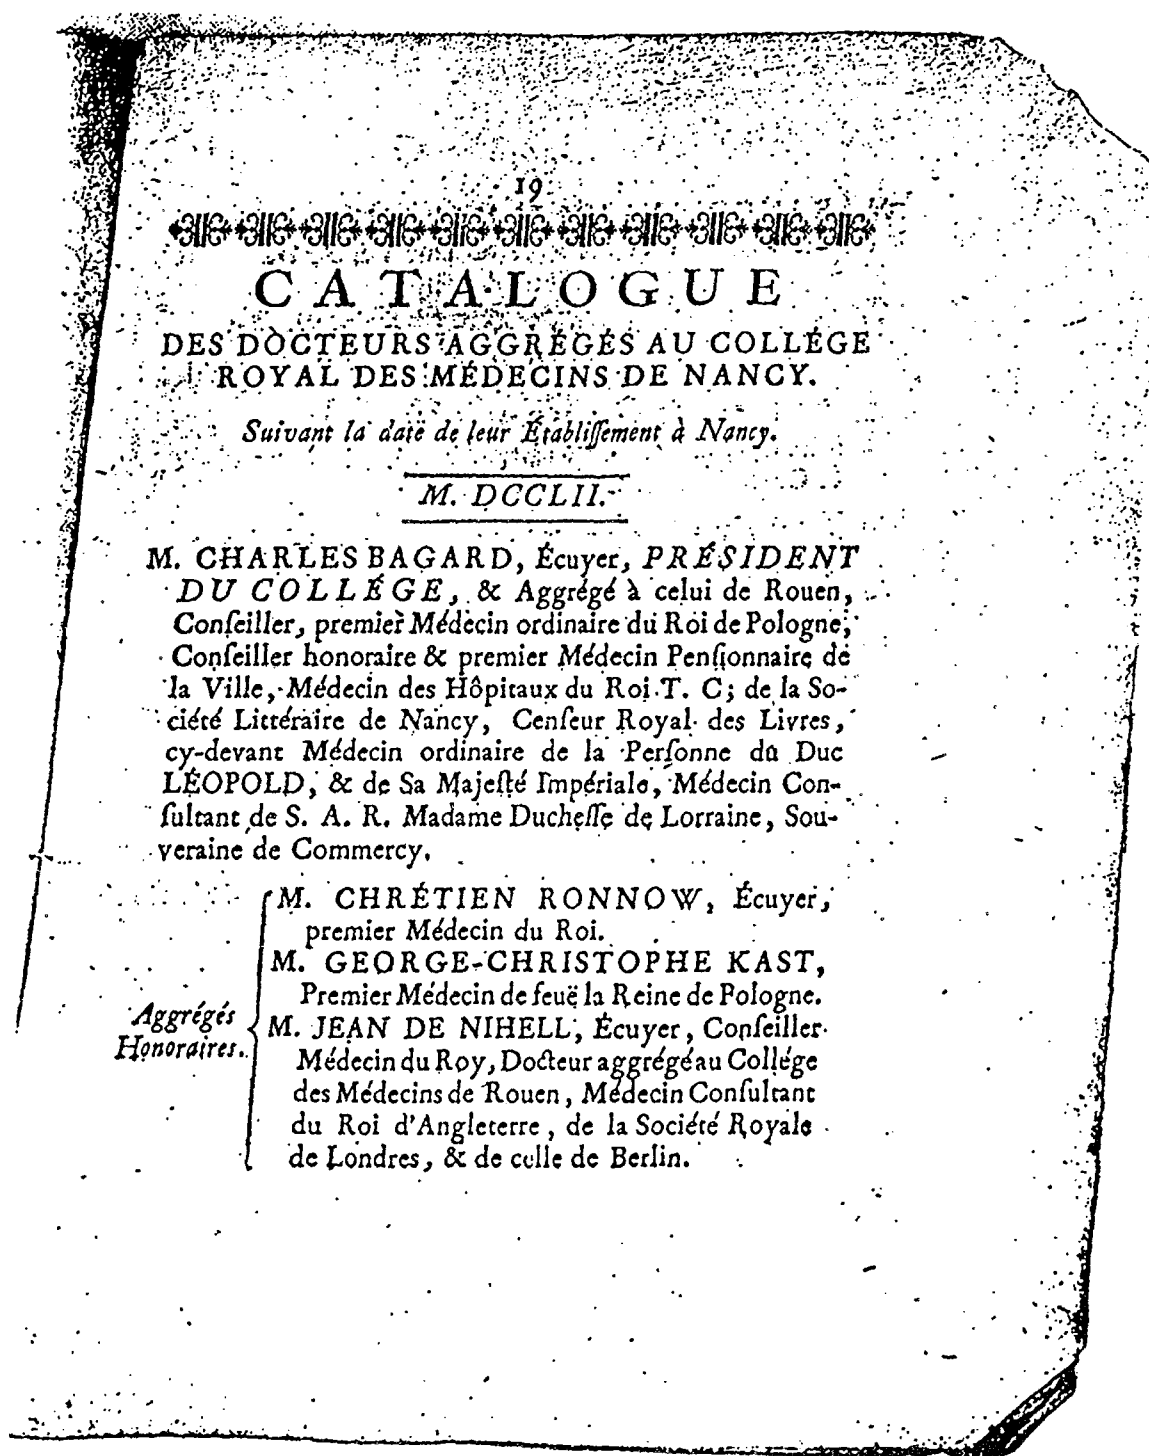 19
CATALOGUE
DES DOCTEURS AGGRÉGÉS AU COLLÉGE
ROYAL DES MÉDECINS DE NANCY.
Suivant la date de leur Établiſſement à Nancy.
M. DCCLII.
M. CHARLES BAGARD, Écuyer, PRÉSIDENT
DU COLLÉGE, & Aggrégé à celui de Rouen,
Conſeiller, premier Médecin ordinaire du Roi de Pologne,
Conſeiller honoraire & premier Médecin Penſionnaire de
la Ville, Médecin des Hôpitaux du Roi T. C; de la So-
ciété Littéraire de Nancy, Cenſeur Royal des Livres,
cy-devant Médecin ordinaire de la Perſonne du Duc
LÉOPOLD, & de Sa Majeſté Impériale, Médecin Con-
ſultant de S. A. R. Madame Ducheſſe de Lorraine, Sou-
veraine de Commercy.
M. CHRÉTIEN RONNOW, Écuyer,
premier Médecin du Roi.
M. GEORGE-CHRISTOPHE KAST,
Premier Médecin de feuë la Reine de Pologne.
Aggrégés
Honoraires.
M. JEAN DE NIHELL, Écuyer, Conſeiller
Médecin du Roy, Docteur aggrégé au Collége
des Médecins de Rouen, Médecin Conſultant
du Roi d'Angleterre, de la Société Royale
de Londres, & de celle de Berlin.